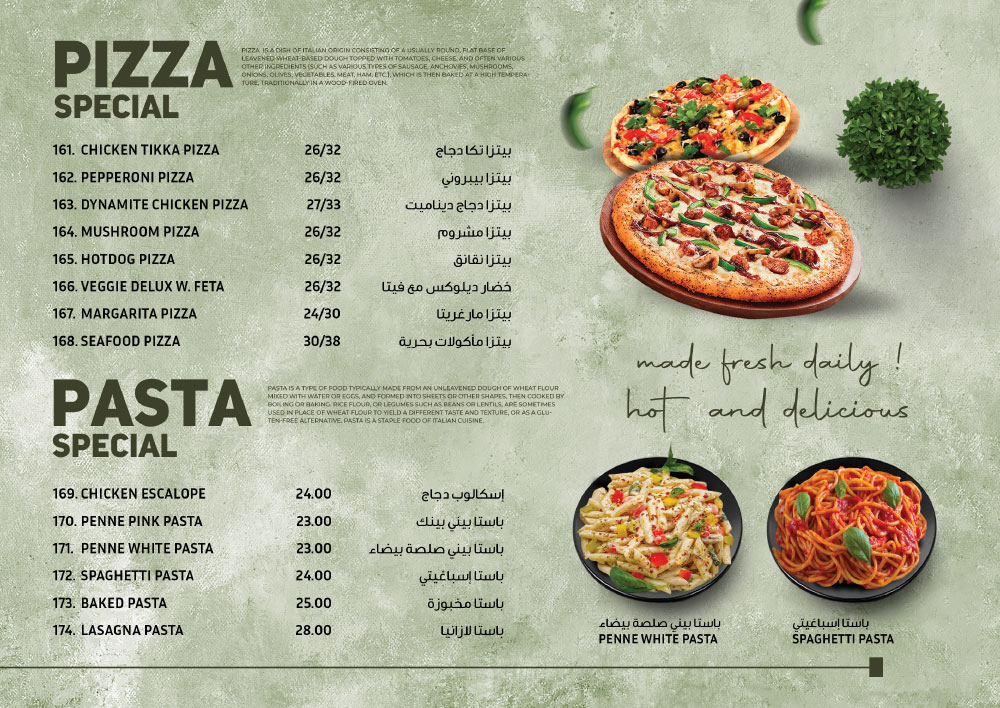 PIZZA
SPECIAL
PIZZA, IS A DISH OF ITALIAN ORIGIN CONSISTING OF A USUALLY ROUND, FLAT BASE OF
LEAVENED WHEAT-BASED DOUGH TOPPED WITH TOMATOES, CHEESE, AND OFTEN VARIOUS
OTHER INGREDIENTS (SUCH AS VARIOUS TYPES OF SAUSAGE, ANCHOVIES, MUSHROOMS,
ONIONS, OLIVES, VEGETABLES, MEAT, HAM, ETC.), WHICH IS THEN BAKED AT A HIGH TEMPERA-
TURE, TRADITIONALLY IN A WOOD-FIRED OVEN.
161. CHICKEN TIKKA PIZZA 26/32 بيتزا تكا دجاج
162. PEPPERONI PIZZA 26/32 بيتزا بيبروني
163. DYNAMITE CHICKEN PIZZA 27/33 بيتزا دجاج ديناميت
164. MUSHROOM PIZZA 26/32 بيتزا مشروم
165. HOTDOG PIZZA 26/32 بيتزا نقانق
166. VEGGIE DELUX W. FETA 26/32 خضار ديلوكس مع فيتا
167. MARGARITA PIZZA 24/30 بيتزا مارغريتا
168. SEAFOOD PIZZA 30/38 بيتزا مأكولات بحرية
made fresh daily !
hot and delicious
PASTA
SPECIAL
PASTA IS A TYPE OF FOOD TYPICALLY MADE FROM AN UNLEAVENED DOUGH OF WHEAT FLOUR
MIXED WITH WATER OR EGGS, AND FORMED INTO SHEETS OR OTHER SHAPES, THEN COOKED BY
BOILING OR BAKING. RICE FLOUR, OR LEGUMES SUCH AS BEANS OR LENTILS, ARE SOMETIMES
USED IN PLACE OF WHEAT FLOUR TO YIELD A DIFFERENT TASTE AND TEXTURE, OR AS A GLU-
TEN-FREE ALTERNATIVE. PASTA IS A STAPLE FOOD OF ITALIAN CUISINE.
169. CHICKEN ESCALOPE 24.00 إسكالوب دجاج
170. PENNE PINK PASTA 23.00 باستا بيني بينك
171. PENNE WHITE PASTA 23.00 باستا بيني صلصة بيضاء
172. SPAGHETTI PASTA 24.00 باستا إسباغيتي
173. BAKED PASTA 25.00 باستا مخبوزة
174. LASAGNA PASTA 28.00 باستا لازانيا
باستا بيني صلصة بيضاء
PENNE WHITE PASTA
باستا إسباغيتي
SPAGHETTI PASTA